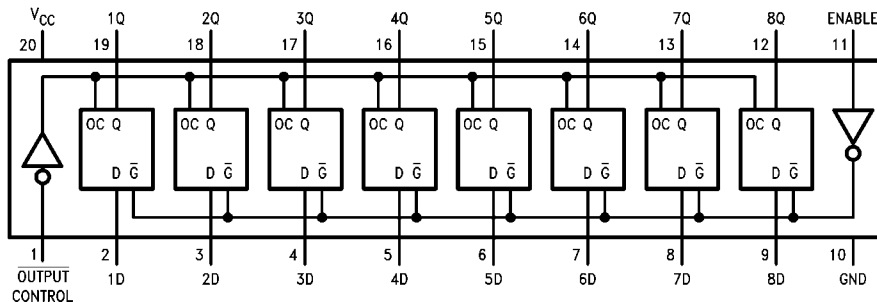 V_CC 1Q 2Q 3Q 4Q 5Q 6Q 7Q 8Q ENABLE
20 19 18 17 16 15 14 13 12 11
OC Q OC Q OC Q OC Q OC Q OC Q OC Q OC Q
D G̅ D G̅ D G̅ D G̅ D G̅ D G̅ D G̅ D G̅
1 2 3 4 5 6 7 8 9 10
O̅U̅T̅P̅U̅T̅ 1D 2D 3D 4D 5D 6D 7D 8D GND
CONTROL